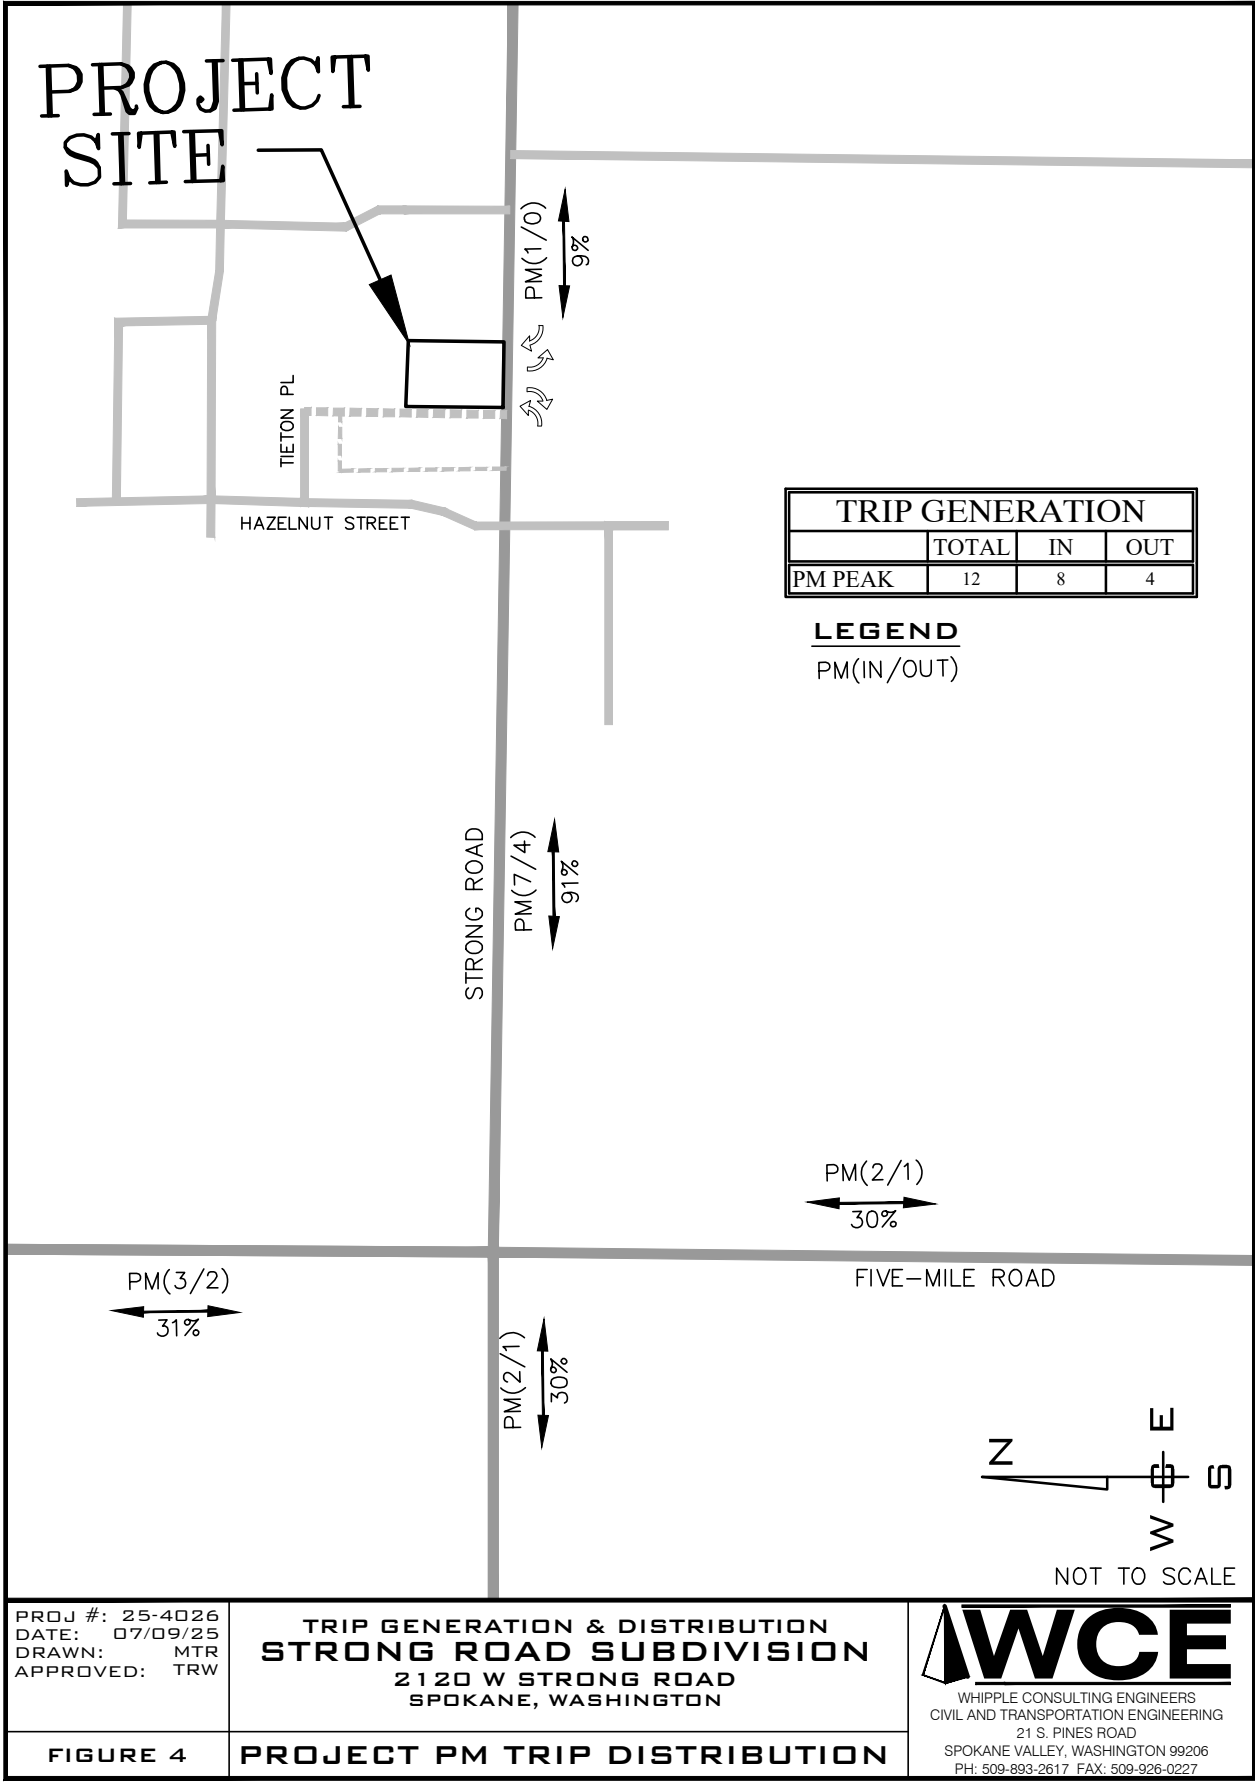 PROJECT
SITE
PM(1/0)
9%
TIETON PL
HAZELNUT STREET
TRIP GENERATION
TOTAL IN OUT
PM PEAK 12 8 4
LEGEND
PM(IN/OUT)
STRONG ROAD
PM(7/4)
91%
PM(2/1)
30%
FIVE-MILE ROAD
PM(3/2)
31%
PM(2/1)
30%
N
E
S
W
NOT TO SCALE
PROJ #: 25-4026
DATE: 07/09/25
DRAWN: MTR
APPROVED: TRW
FIGURE 4
TRIP GENERATION & DISTRIBUTION
STRONG ROAD SUBDIVISION
2120 W STRONG ROAD
SPOKANE, WASHINGTON
PROJECT PM TRIP DISTRIBUTION
WCE
WHIPPLE CONSULTING ENGINEERS
CIVIL AND TRANSPORTATION ENGINEERING
21 S. PINES ROAD
SPOKANE VALLEY, WASHINGTON 99206
PH: 509-893-2617 FAX: 509-926-0227